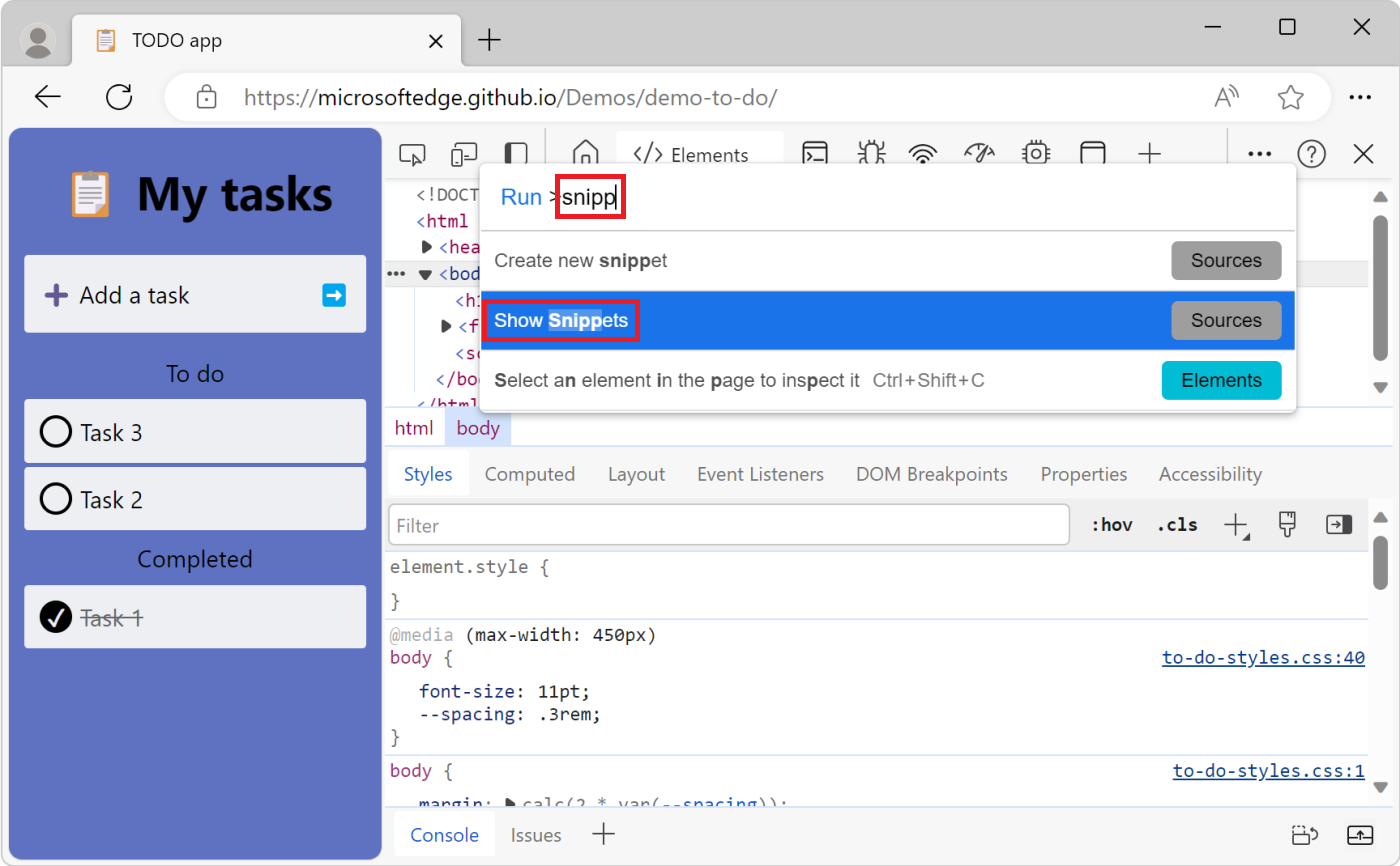 TODO app
https://microsoftedge.github.io/Demos/demo-to-do/
My tasks
Add a task
To do
Task 3
Task 2
Completed
Task 1
Elements
<!DOCT
<html
<hea
<bod
<h1
<f
<sc
</bod
</html
Run >snipp
Create new snippet Sources
Show Snippets Sources
Select an element in the page to inspect it Ctrl+Shift+C Elements
html body
Styles Computed Layout Event Listeners DOM Breakpoints Properties Accessibility
Filter :hov .cls
element.style {
}
@media (max-width: 450px)
body { to-do-styles.css:40
font-size: 11pt;
--spacing: .3rem;
}
body { to-do-styles.css:1
margin: calc(2 * var(--spacing));
Console Issues